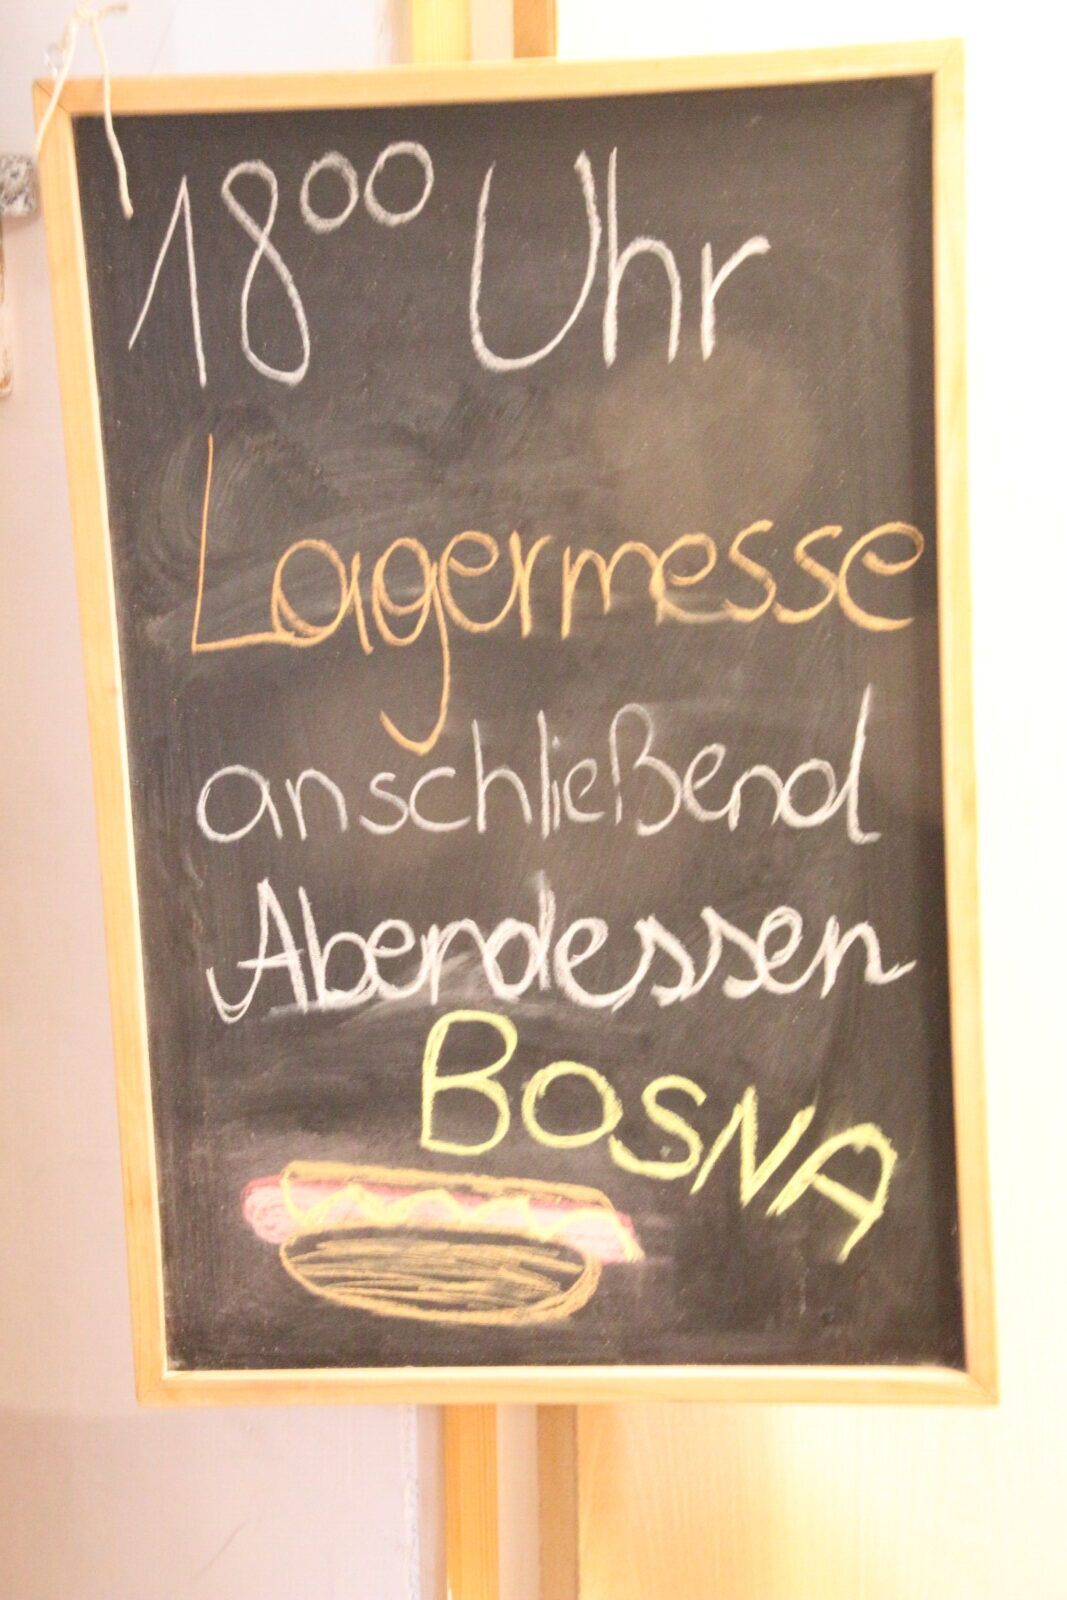 18⁰⁰ Uhr
Lagermesse
anschließend
Abendessen
BOSNA